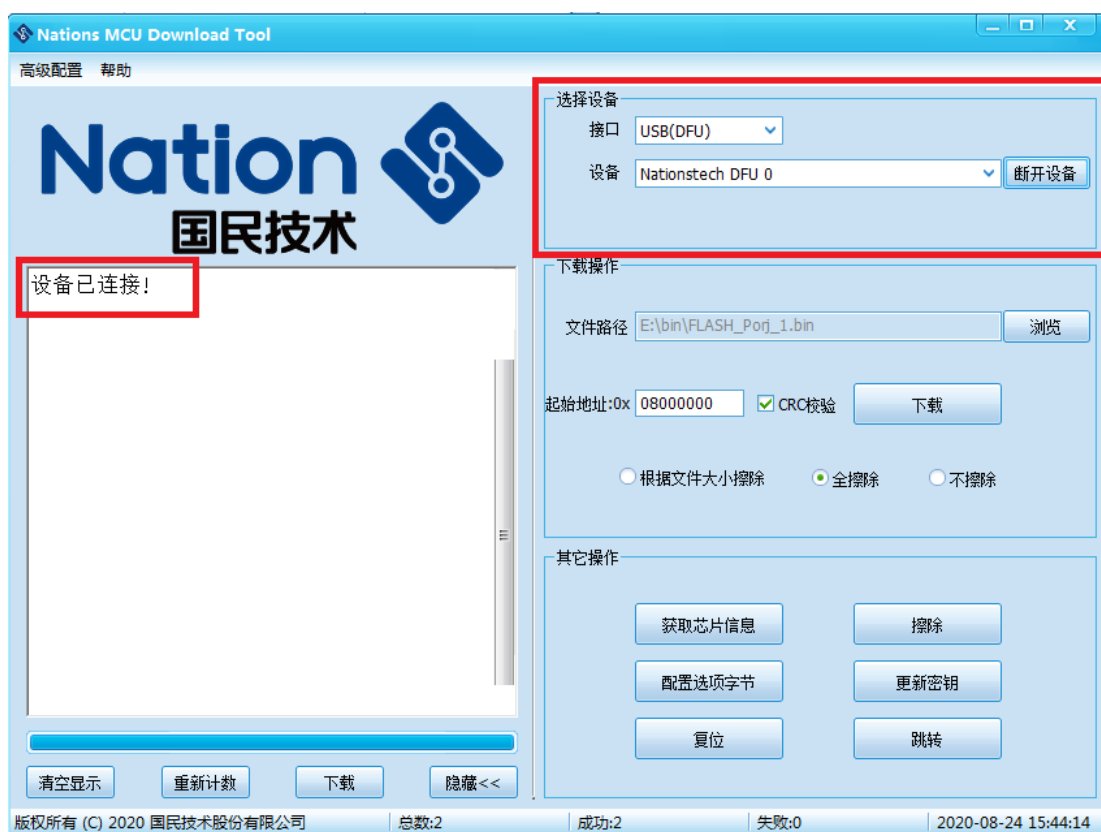 Nations MCU Download Tool
高级配置 帮助
Nation
国民技术
设备已连接!
选择设备
接口 USB(DFU)
设备 Nationstech DFU 0 断开设备
下载操作
文件路径 E:\bin\FLASH_Porj_1.bin 浏览
起始地址:0x 08000000 CRC校验 下载
根据文件大小擦除 全擦除 不擦除
其它操作
获取芯片信息 擦除
配置选项字节 更新密钥
复位 跳转
清空显示 重新计数 下载 隐藏<<
版权所有 (C) 2020 国民技术股份有限公司 总数:2 成功:2 失败:0 2020-08-24 15:44:14